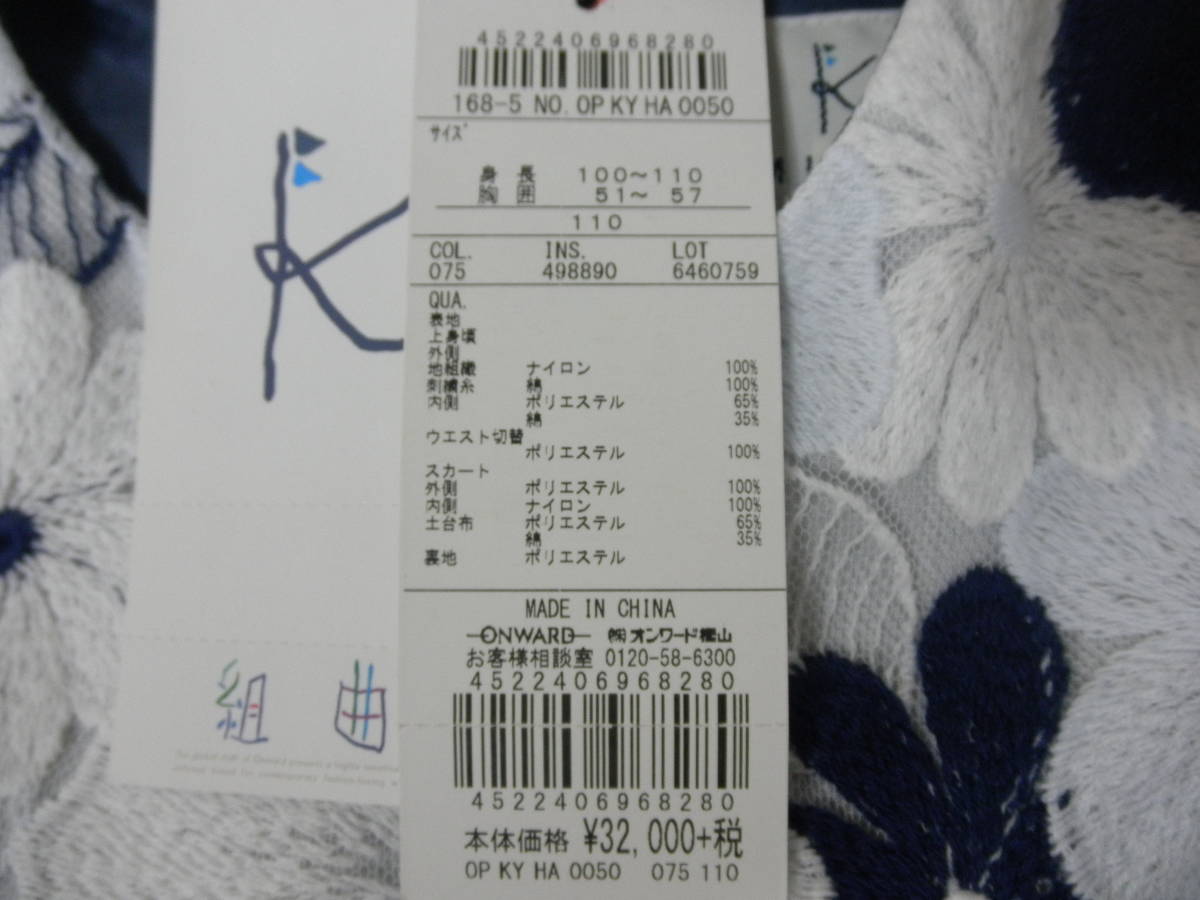 4522406968280
168-5 NO. OP KY HA 0050
サイズ
身 長 100～110
胸 囲 51～ 57
110
COL. INS. LOT
075 498890 6460759
QUA.
表地
上身頃
外側
地組織 ナイロン 100%
刺繍糸 綿 100%
内側 ポリエステル 65%
綿 35%
ウエスト切替
ポリエステル 100%
スカート
外側 ポリエステル 100%
内側 ナイロン 100%
土台布 ポリエステル 65%
綿 35%
裏地 ポリエステル
MADE IN CHINA
ONWARD ㈱オンワード樫山
お客様相談室 0120-58-6300
4522406968280
4522406968280
本体価格 ¥32,000+税
OP KY HA 0050 075 110
K
組曲